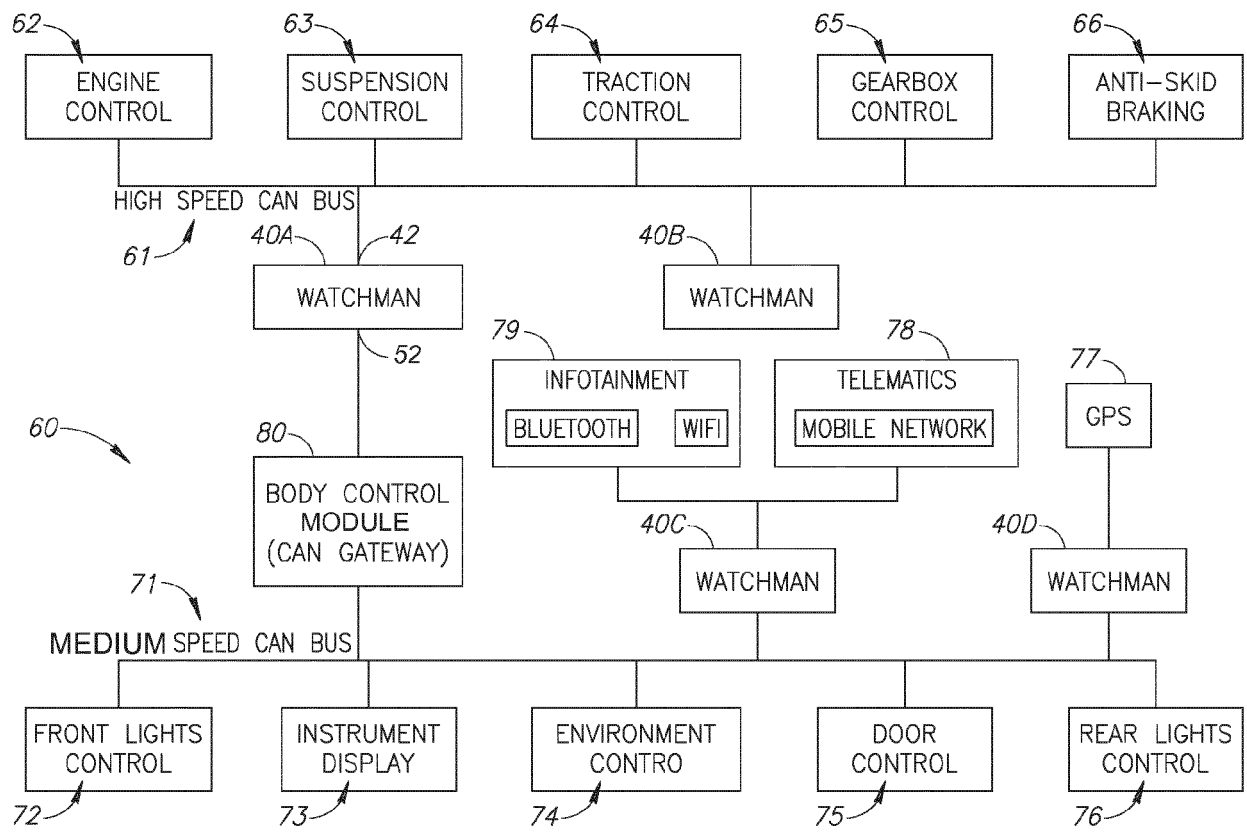 62
63
64
65
66
ENGINE
CONTROL
SUSPENSION
CONTROL
TRACTION
CONTROL
GEARBOX
CONTROL
ANTI-SKID
BRAKING
HIGH SPEED CAN BUS
61
40A
42
WATCHMAN
52
40B
WATCHMAN
79
INFOTAINMENT
BLUETOOTH
WIFI
78
TELEMATICS
MOBILE NETWORK
77
GPS
60
80
BODY CONTROL
MODULE
(CAN GATEWAY)
40C
WATCHMAN
40D
WATCHMAN
71
MEDIUM SPEED CAN BUS
FRONT LIGHTS
CONTROL
INSTRUMENT
DISPLAY
ENVIRONMENT
CONTRO
DOOR
CONTROL
REAR LIGHTS
CONTROL
72
73
74
75
76